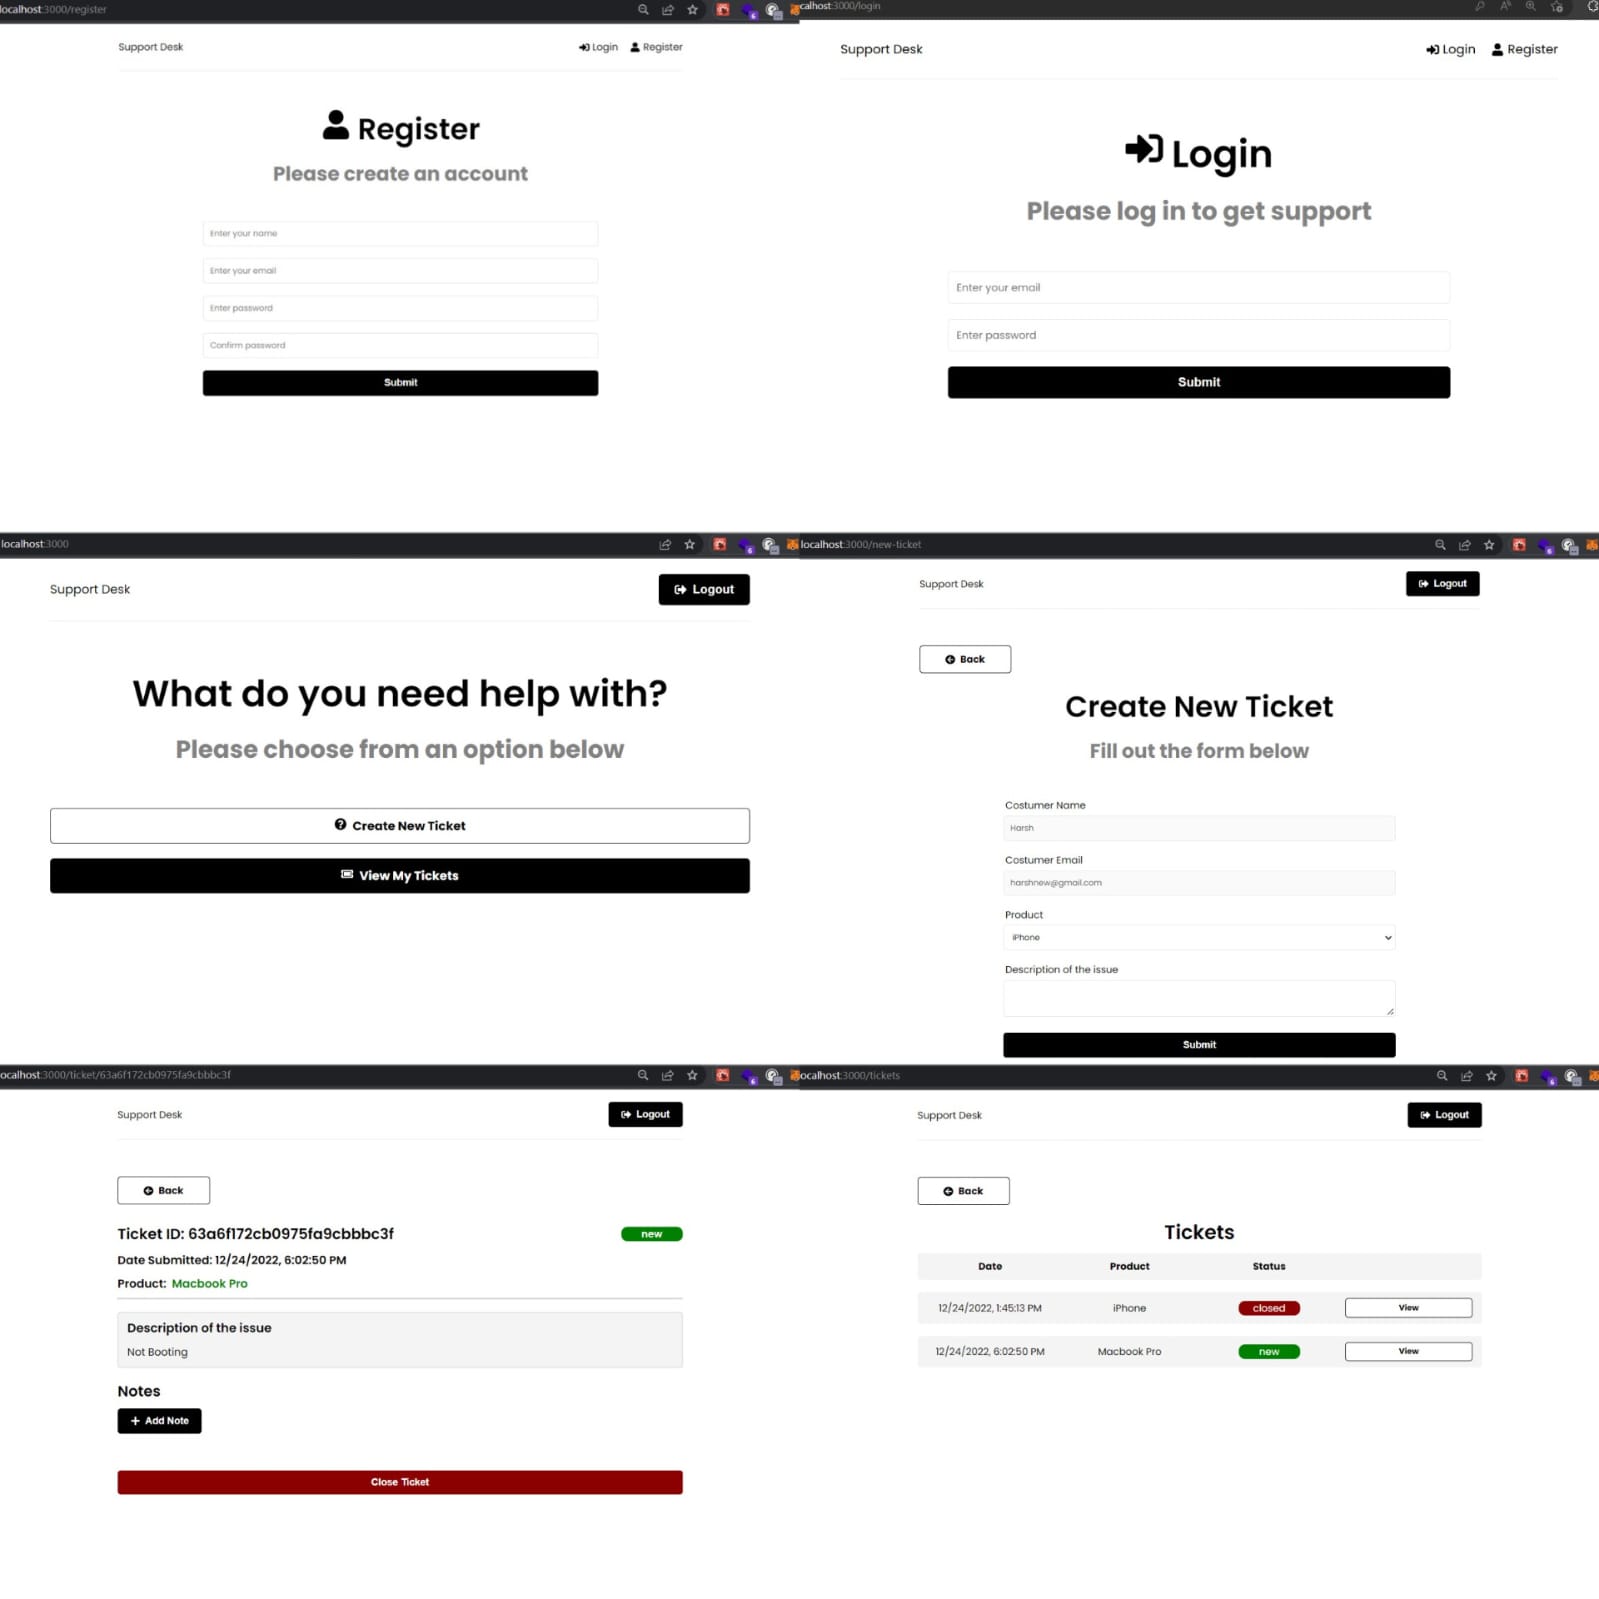 localhost:3000/register
Support Desk
Login Register
Register
Please create an account
Enter your name
Enter your email
Enter password
Confirm password
Submit
calhost:3000/login
Support Desk
Login Register
Login
Please log in to get support
Enter your email
Enter password
Submit
localhost:3000
Support Desk
Logout
What do you need help with?
Please choose from an option below
Create New Ticket
View My Tickets
localhost:3000/new-ticket
Support Desk
Logout
Back
Create New Ticket
Fill out the form below
Costumer Name
Harsh
Costumer Email
harshnew@gmail.com
Product
iPhone
Description of the issue
Submit
ocalhost:3000/ticket/63a6f172cb0975fa9cbbbc3f
Support Desk
Logout
Back
Ticket ID: 63a6f172cb0975fa9cbbbc3f
new
Date Submitted: 12/24/2022, 6:02:50 PM
Product: Macbook Pro
Description of the issue
Not Booting
Notes
+ Add Note
Close Ticket
ocalhost:3000/tickets
Support Desk
Logout
Back
Tickets
Date Product Status
12/24/2022, 1:45:13 PM iPhone closed View
12/24/2022, 6:02:50 PM Macbook Pro new View